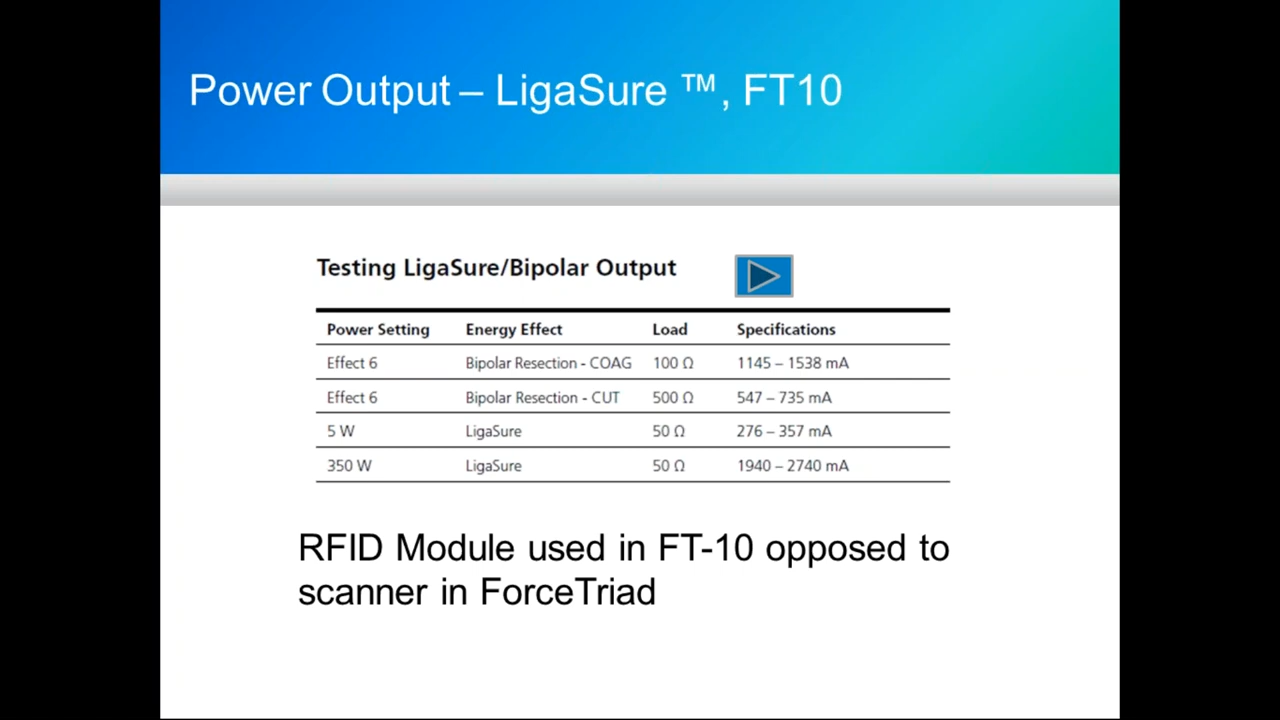 Power Output – LigaSure ™, FT10
Testing LigaSure/Bipolar Output
Power Setting Energy Effect Load Specifications
Effect 6 Bipolar Resection - COAG 100 Ω 1145 – 1538 mA
Effect 6 Bipolar Resection - CUT 500 Ω 547 – 735 mA
5 W LigaSure 50 Ω 276 – 357 mA
350 W LigaSure 50 Ω 1940 – 2740 mA
RFID Module used in FT-10 opposed to
scanner in ForceTriad